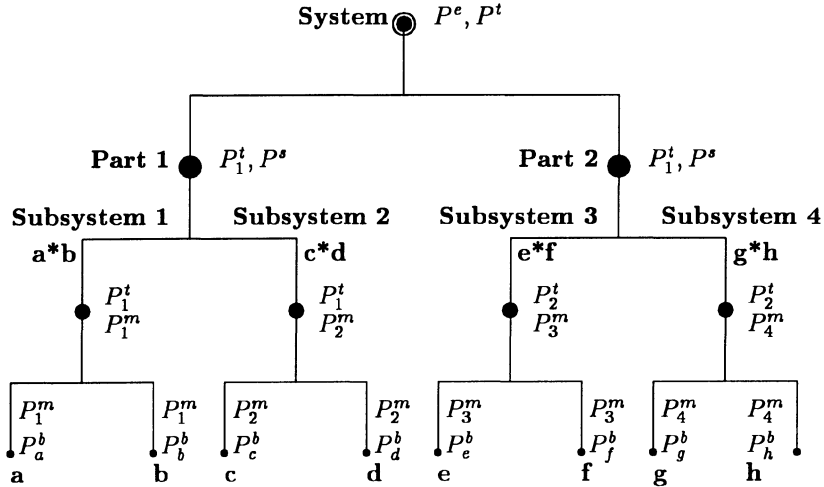 System P^e, P^t
Part 1 P_1^t, P^s Part 2 P_1^t, P^s
Subsystem 1 Subsystem 2 Subsystem 3 Subsystem 4
a*b c*d e*f g*h
P_1^t P_1^t P_2^t P_2^t
P_1^m P_2^m P_3^m P_4^m
P_1^m P_1^m P_2^m P_2^m P_3^m P_3^m P_4^m P_4^m
P_a^b P_b^b P_c^b P_d^b P_e^b P_f^b P_g^b P_h^b
a b c d e f g h